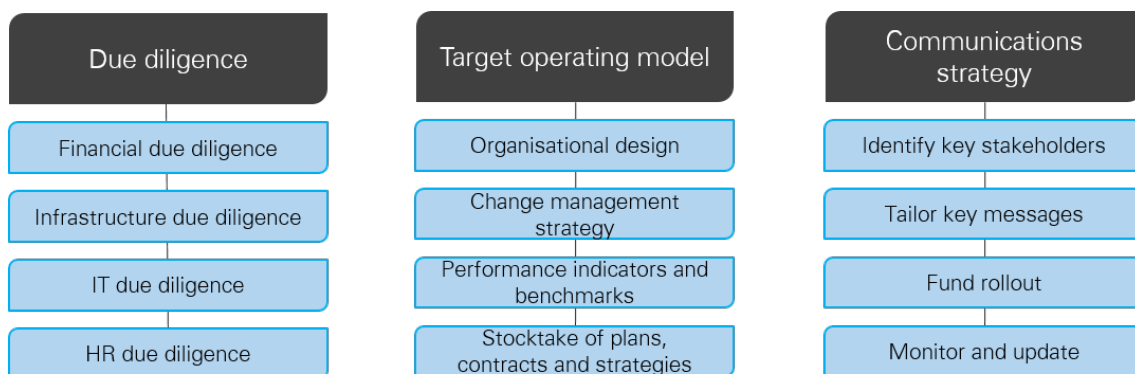 Due diligence
Financial due diligence
Infrastructure due diligence
IT due diligence
HR due diligence
Target operating model
Organisational design
Change management
strategy
Performance indicators and
benchmarks
Stocktake of plans,
contracts and strategies
Communications
strategy
Identify key stakeholders
Tailor key messages
Fund rollout
Monitor and update